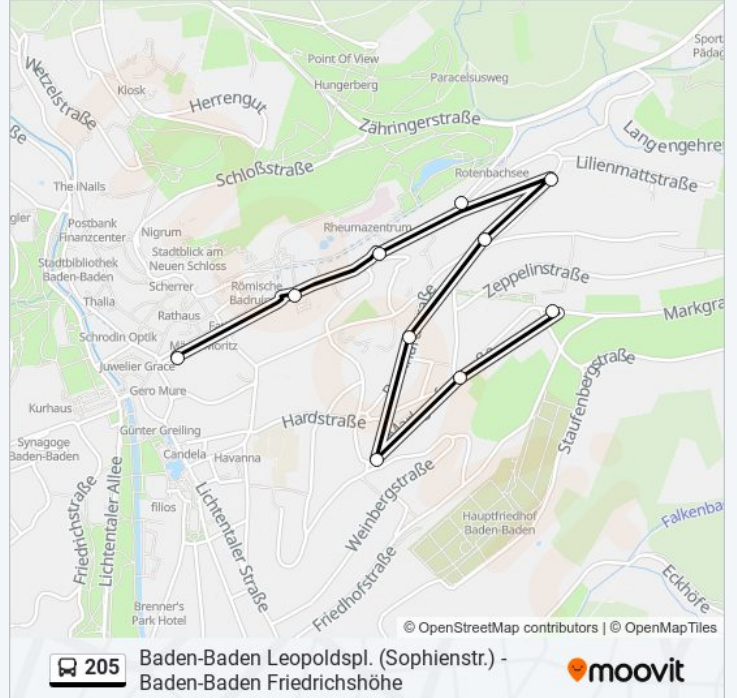 Sport
Pädag
Point Of View
Hungerberg
Paracelsusweg
Wetzelstraße
Klosk
Herrengut
Zähringerstraße
Langengehre
Schloßstraße
Rotenbachsee
Lilienmattstraße
The iNails
gler
Postbank
Finanzcenter
Nigrum
Rheumazentrum
Stadtblick am
Neuen Schloss
Stadtbibliothek
Baden-Baden
Scherrer
Römische
Zeppelinstraße
Thalia
Rathaus
Markgra
Schrodin Optik
Juwelier Grace
Gero Mure
Staufenbergstraße
Kurhaus
Hardstraße
Günter Greiling
Synagoge
Baden-Baden
Candela
Havanna
Weinbergstraße
Friedrichstraße
Lichtentaler Allee
Lichtentaler Straße
filios
Hauptfriedhof
Baden-Baden
Falkenba
Eckhöfe
Friedhofstraße
Brenner's
Park Hotel
© OpenStreetMap contributors | © OpenMapTiles
205
Baden-Baden Leopoldspl. (Sophienstr.) -
Baden-Baden Friedrichshöhe
moovit